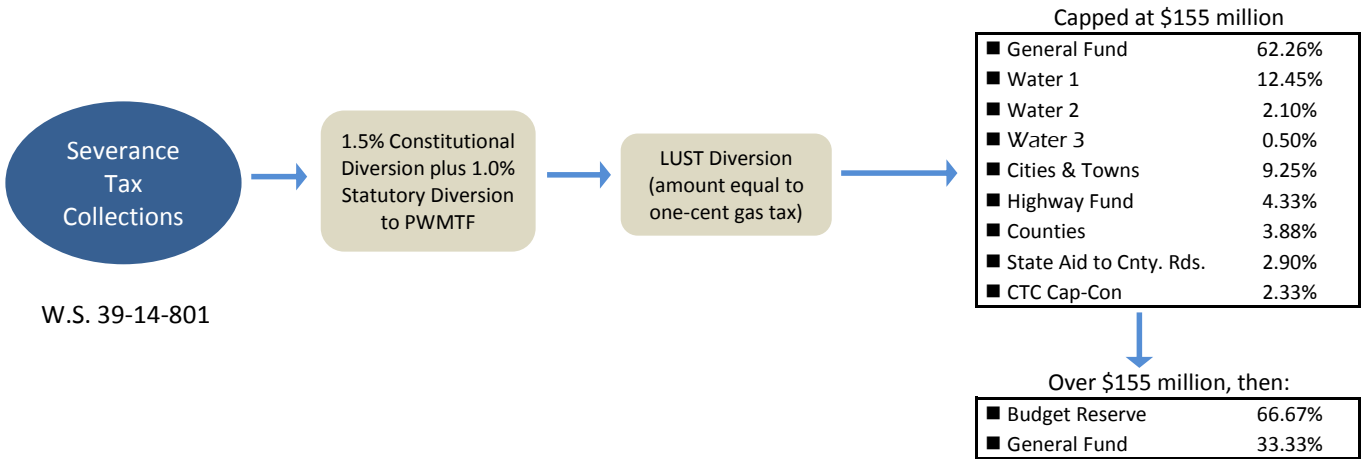 Severance
Tax
Collections
W.S. 39-14-801
1.5% Constitutional
Diversion plus 1.0%
Statutory Diversion
to PWMTF
LUST Diversion
(amount equal to
one-cent gas tax)
Capped at $155 million
■ General Fund 62.26%
■ Water 1 12.45%
■ Water 2 2.10%
■ Water 3 0.50%
■ Cities & Towns 9.25%
■ Highway Fund 4.33%
■ Counties 3.88%
■ State Aid to Cnty. Rds. 2.90%
■ CTC Cap-Con 2.33%
Over $155 million, then:
■ Budget Reserve 66.67%
■ General Fund 33.33%